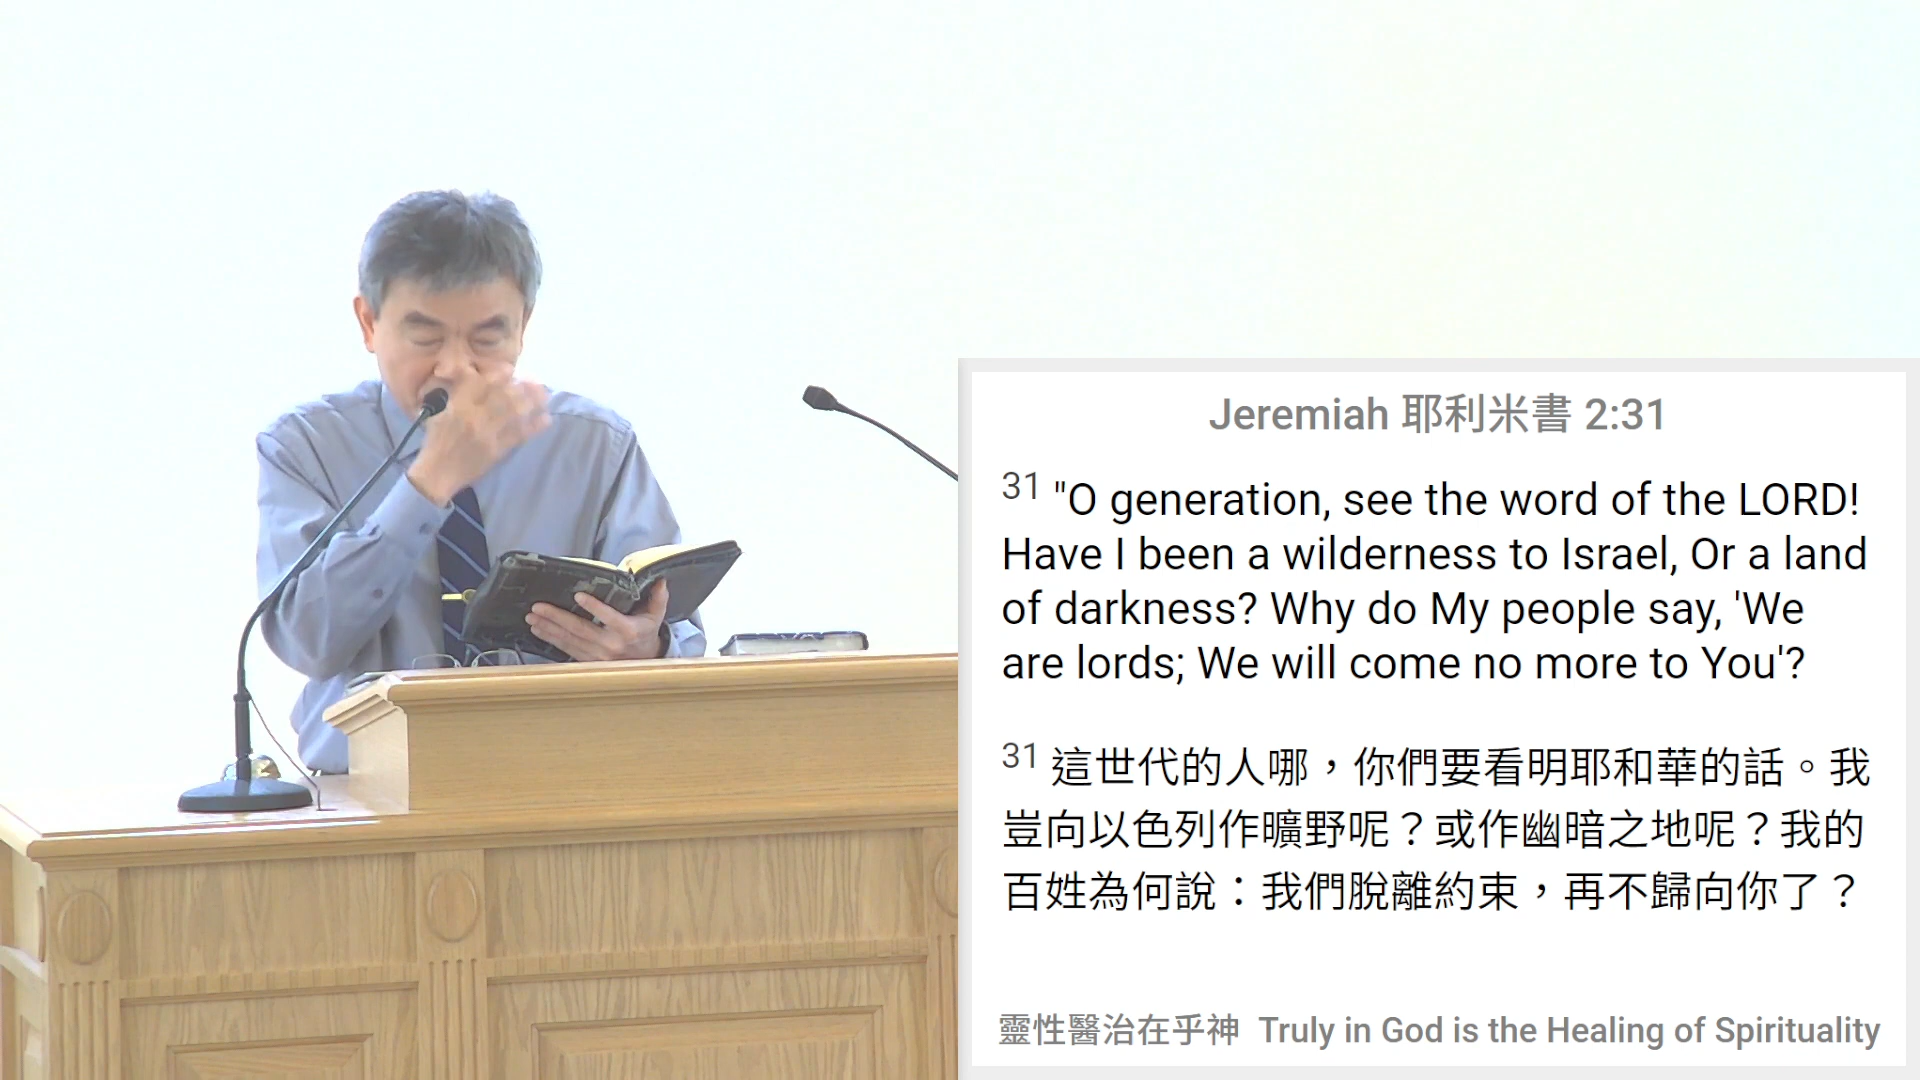 Jeremiah 耶利米書 2:31
31 "O generation, see the word of the LORD!
Have I been a wilderness to Israel, Or a land
of darkness? Why do My people say, 'We
are lords; We will come no more to You'?
31 這世代的人哪，你們要看明耶和華的話。我
豈向以色列作曠野呢？或作幽暗之地呢？我的
百姓為何說：我們脫離約束，再不歸向你了？
靈性醫治在乎神 Truly in God is the Healing of Spirituality